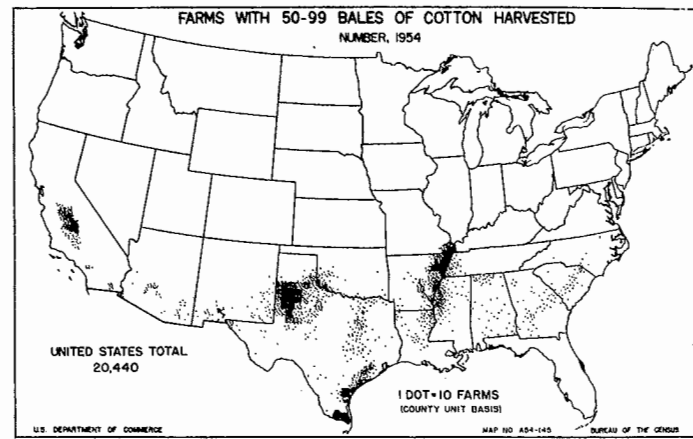 FARMS WITH 50-99 BALES OF COTTON HARVESTED
NUMBER, 1954
UNITED STATES TOTAL
20,440
1 DOT=10 FARMS
(COUNTY UNIT BASIS)
U.S. DEPARTMENT OF COMMERCE
MAP NO A54-145
BUREAU OF THE CENSUS